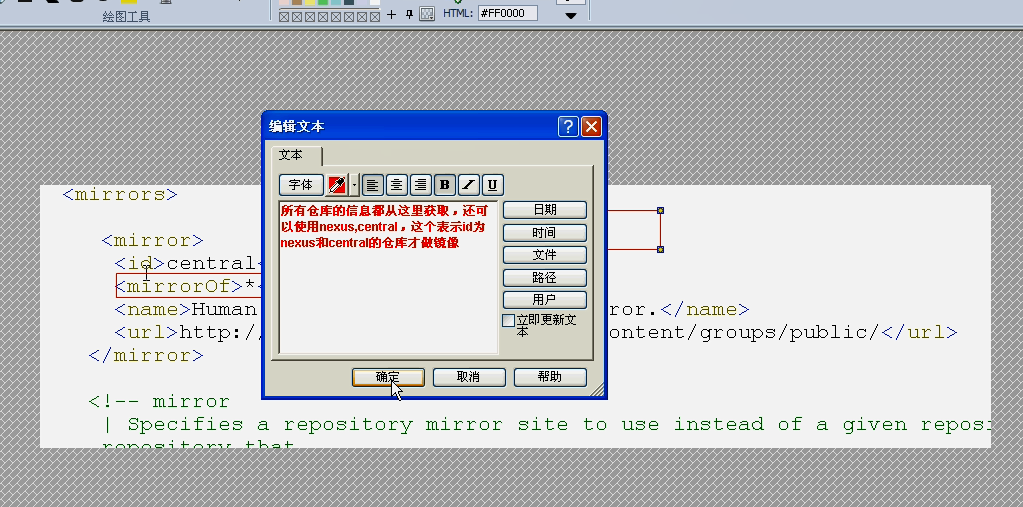 绘图工具
HTML: #FF0000
编辑文本
文本
字体
B I U
所有仓库的信息都从这里获取，还可
以使用nexus,central，这个表示id为
nexus和central的仓库才做镜像
日期
时间
文件
路径
用户
立即更新文
本
确定 取消 帮助
<mirrors>
<mirror>
<id>central<
<mirrorOf>*<
<name>Human ror.</name>
<url>http:// ontent/groups/public/</url>
</mirror>
<!-- mirror
| Specifies a repository mirror site to use instead of a given reposi
repository that